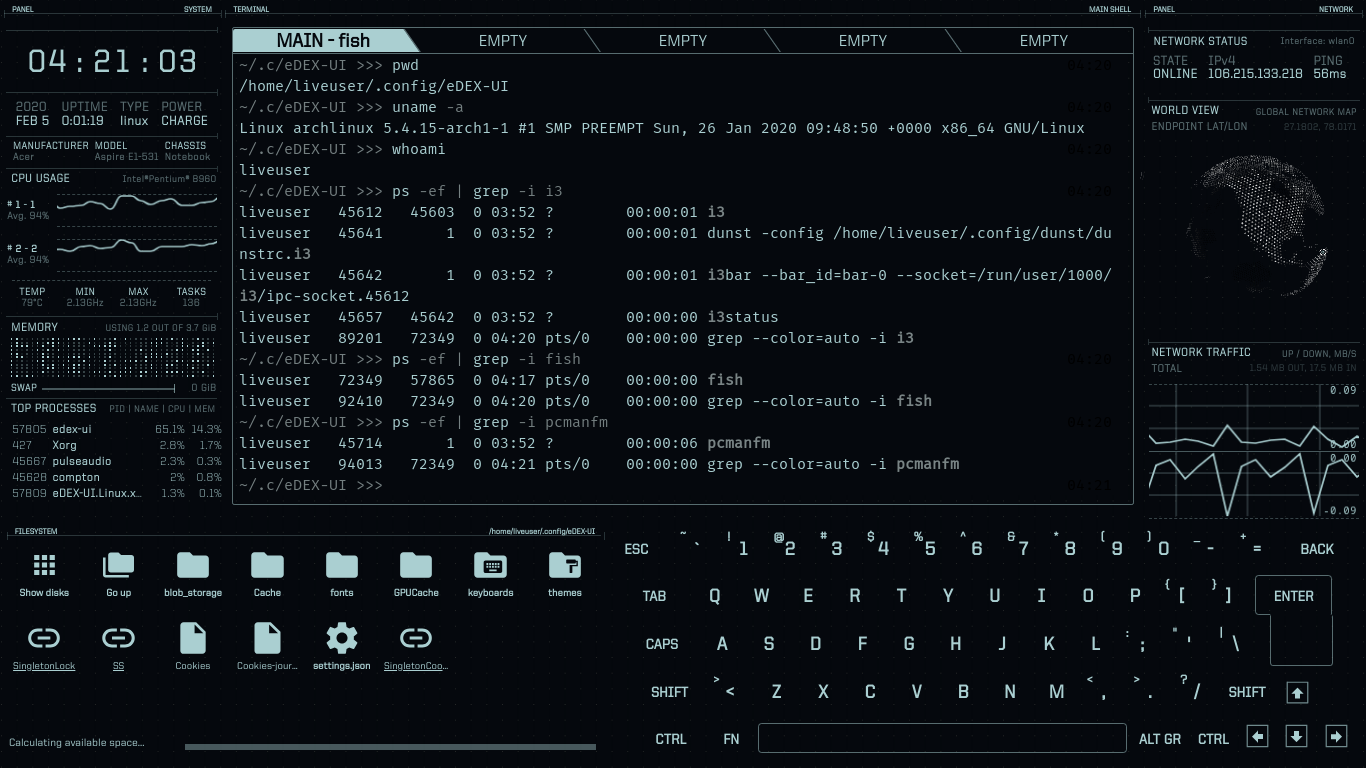 PANEL SYSTEM
04:21:03
2020 UPTIME TYPE POWER
FEB 5 0:01:19 linux CHARGE
MANUFACTURER MODEL CHASSIS
Acer Aspire E1-531 Notebook
CPU USAGE Intel®Pentium® B960
# 1 - 1
Avg. 94%
# 2 - 2
Avg. 94%
TEMP MIN MAX TASKS
79°C 2.13GHz 2.13GHz 136
MEMORY USING 1.2 OUT OF 3.7 GiB
SWAP 0 GiB
TOP PROCESSES PID | NAME | CPU | MEM
57805 edex-ui 65.1% 14.3%
427 Xorg 2.8% 1.7%
45667 pulseaudio 2.3% 0.3%
45628 compton 2% 0.8%
57809 eDEX-UI.Linux.x... 1.3% 0.1%
TERMINAL MAIN SHELL
MAIN - fish EMPTY EMPTY EMPTY EMPTY
~/.c/eDEX-UI >>> pwd 04:20
/home/liveuser/.config/eDEX-UI
~/.c/eDEX-UI >>> uname -a 04:20
Linux archlinux 5.4.15-arch1-1 #1 SMP PREEMPT Sun, 26 Jan 2020 09:48:50 +0000 x86_64 GNU/Linux
~/.c/eDEX-UI >>> whoami 04:20
liveuser
~/.c/eDEX-UI >>> ps -ef | grep -i i3 04:20
liveuser 45612 45603 0 03:52 ? 00:00:01 i3
liveuser 45641 1 0 03:52 ? 00:00:01 dunst -config /home/liveuser/.config/dunst/du
nstrc.i3
liveuser 45642 1 0 03:52 ? 00:00:01 i3bar --bar_id=bar-0 --socket=/run/user/1000/
i3/ipc-socket.45612
liveuser 45657 45642 0 03:52 ? 00:00:00 i3status
liveuser 89201 72349 0 04:20 pts/0 00:00:00 grep --color=auto -i i3
~/.c/eDEX-UI >>> ps -ef | grep -i fish 04:20
liveuser 72349 57865 0 04:17 pts/0 00:00:00 fish
liveuser 92410 72349 0 04:20 pts/0 00:00:00 grep --color=auto -i fish
~/.c/eDEX-UI >>> ps -ef | grep -i pcmanfm 04:20
liveuser 45714 1 0 03:52 ? 00:00:06 pcmanfm
liveuser 94013 72349 0 04:21 pts/0 00:00:00 grep --color=auto -i pcmanfm
~/.c/eDEX-UI >>> 04:21
PANEL NETWORK
NETWORK STATUS Interface: wlan0
STATE IPv4 PING
ONLINE 106.215.133.218 56ms
WORLD VIEW GLOBAL NETWORK MAP
ENDPOINT LAT/LON 27.1802, 78.0171
NETWORK TRAFFIC UP / DOWN, MB/S
TOTAL 1.54 MB OUT, 17.5 MB IN
0.09
0.00
0.00
-0.09
FILESYSTEM /home/liveuser/.config/eDEX-UI
Show disks Go up blob_storage Cache fonts GPUCache keyboards themes
SingletonLock SS Cookies Cookies-jour... settings.json SingletonCoo...
Calculating available space...
ESC ~ ` ! 1 @ 2 # 3 $ 4 % 5 ^ 6 & 7 * 8 ( 9 ) 0 _ - + = BACK
TAB Q W E R T Y U I O P { [ } ] ENTER
CAPS A S D F G H J K L : ; " ' | \
SHIFT > < Z X C V B N M < , > . ? / SHIFT
CTRL FN ALT GR CTRL